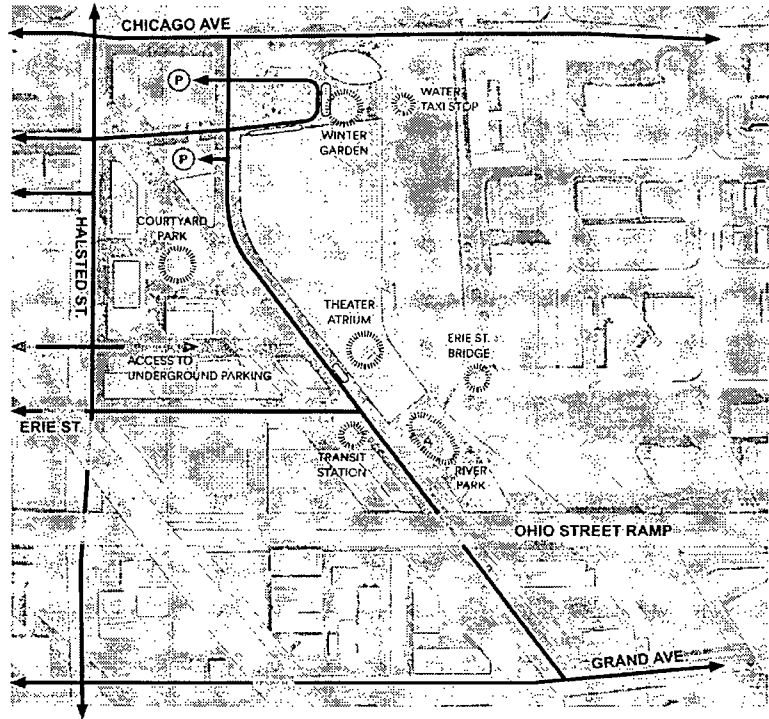 CHICAGO AVE
P
WATER
TAXI STOP
WINTER
GARDEN
P
HALSTED ST.
COURTYARD
PARK
THEATER
ATRIUM
ERIE ST.
BRIDGE
ACCESS TO
UNDERGROUND PARKING
ERIE ST.
TRANSIT
STATION
RIVER
PARK
OHIO STREET RAMP
GRAND AVE